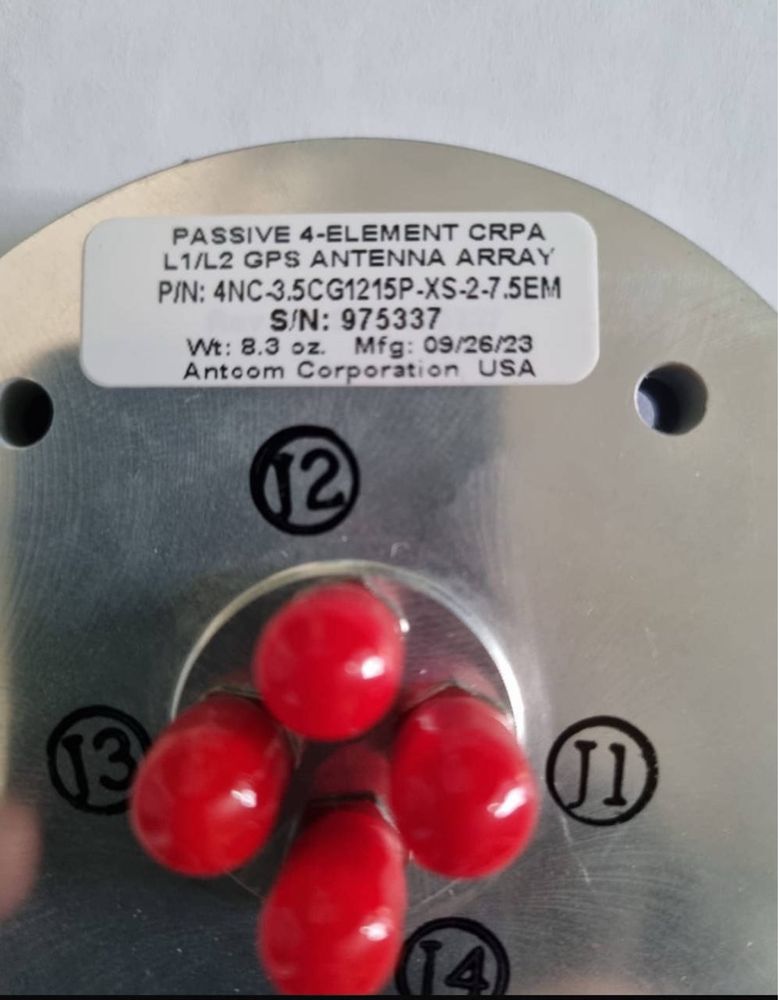 PASSIVE 4-ELEMENT CRPA
L1/L2 GPS ANTENNA ARRAY
P/N: 4NC-3.5CG1215P-XS-2-7.5EM
S/N: 975337
Wt: 8.3 oz. Mfg: 09/26/23
Antcom Corporation USA
J2
J3
J1
J4